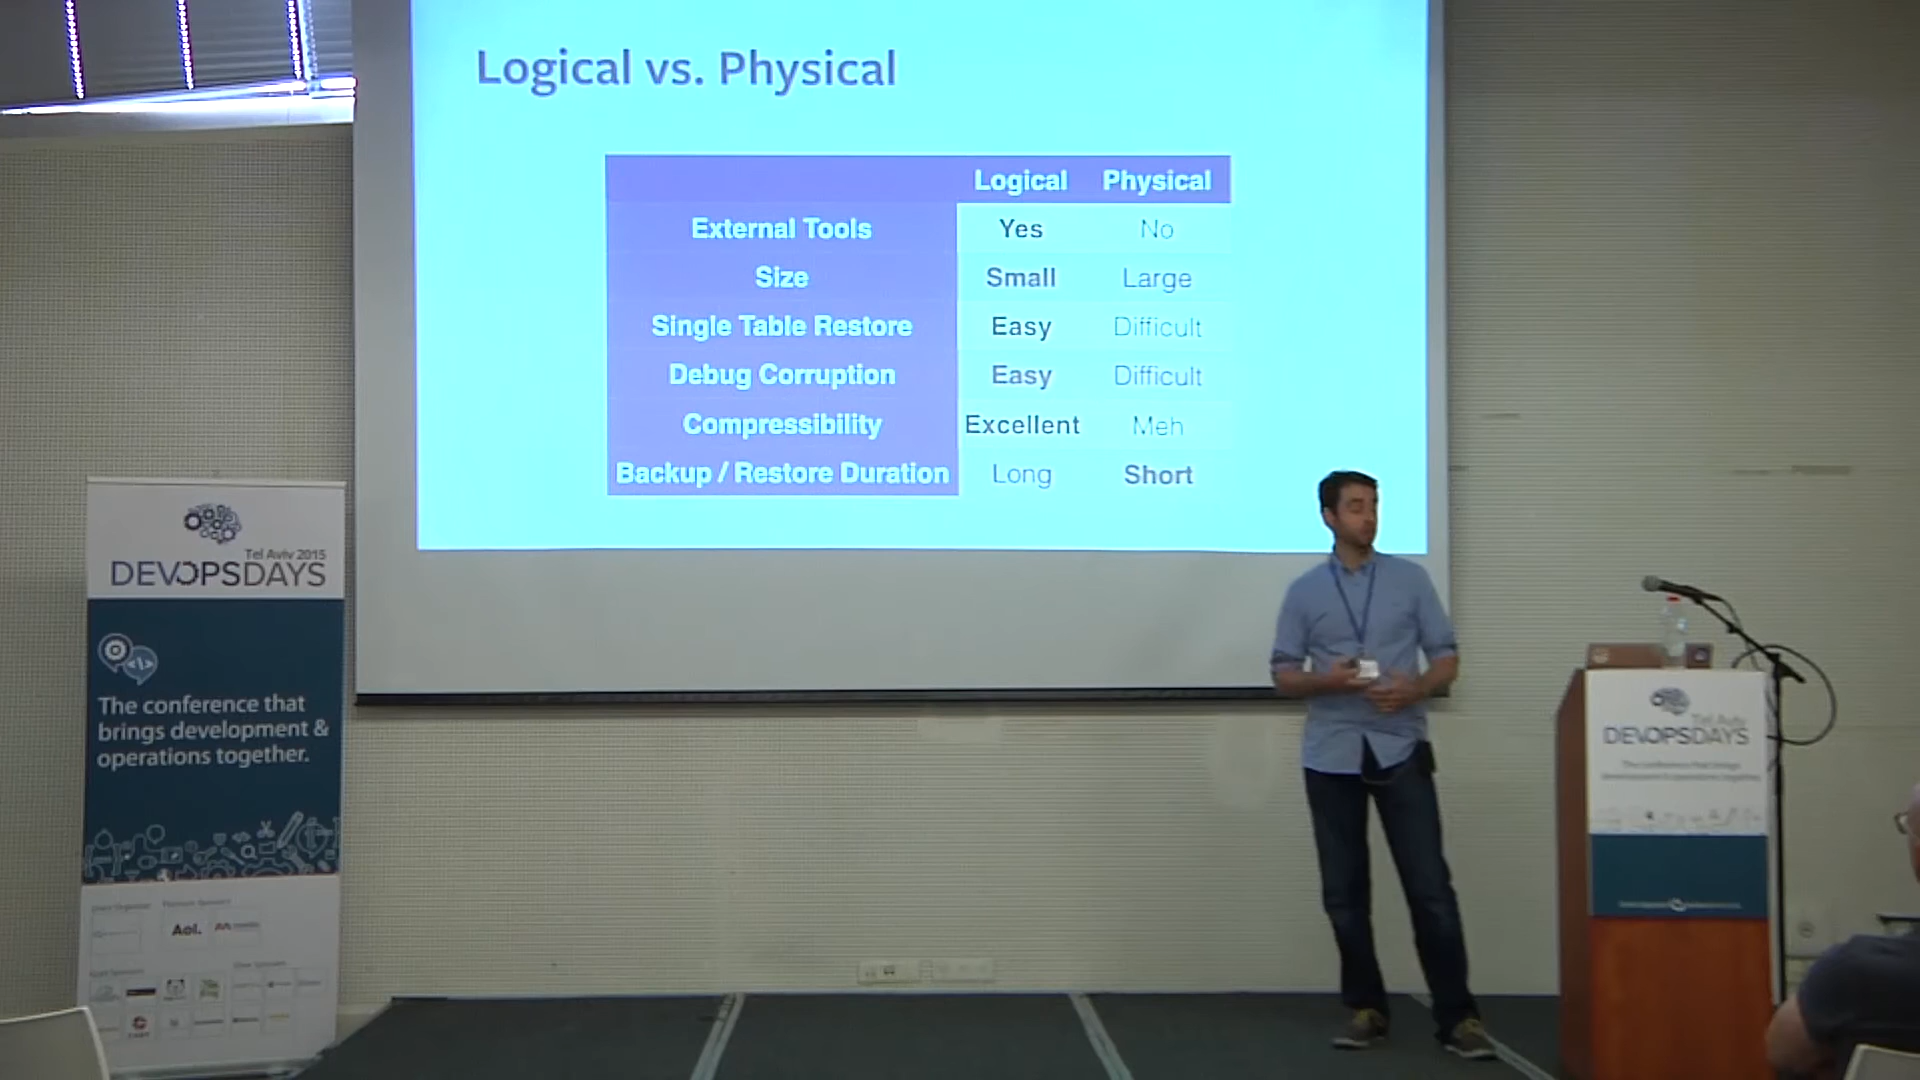 Logical vs. Physical
Logical Physical
External Tools Yes No
Size Small Large
Single Table Restore Easy Difficult
Debug Corruption Easy Difficult
Compressibility Excellent Meh
Backup / Restore Duration Long Short
Tel Aviv 2015
DEVOPSDAYS
</>
The conference that
brings development &
operations together.
Aol.
Tel Aviv
DEVOPSDAYS